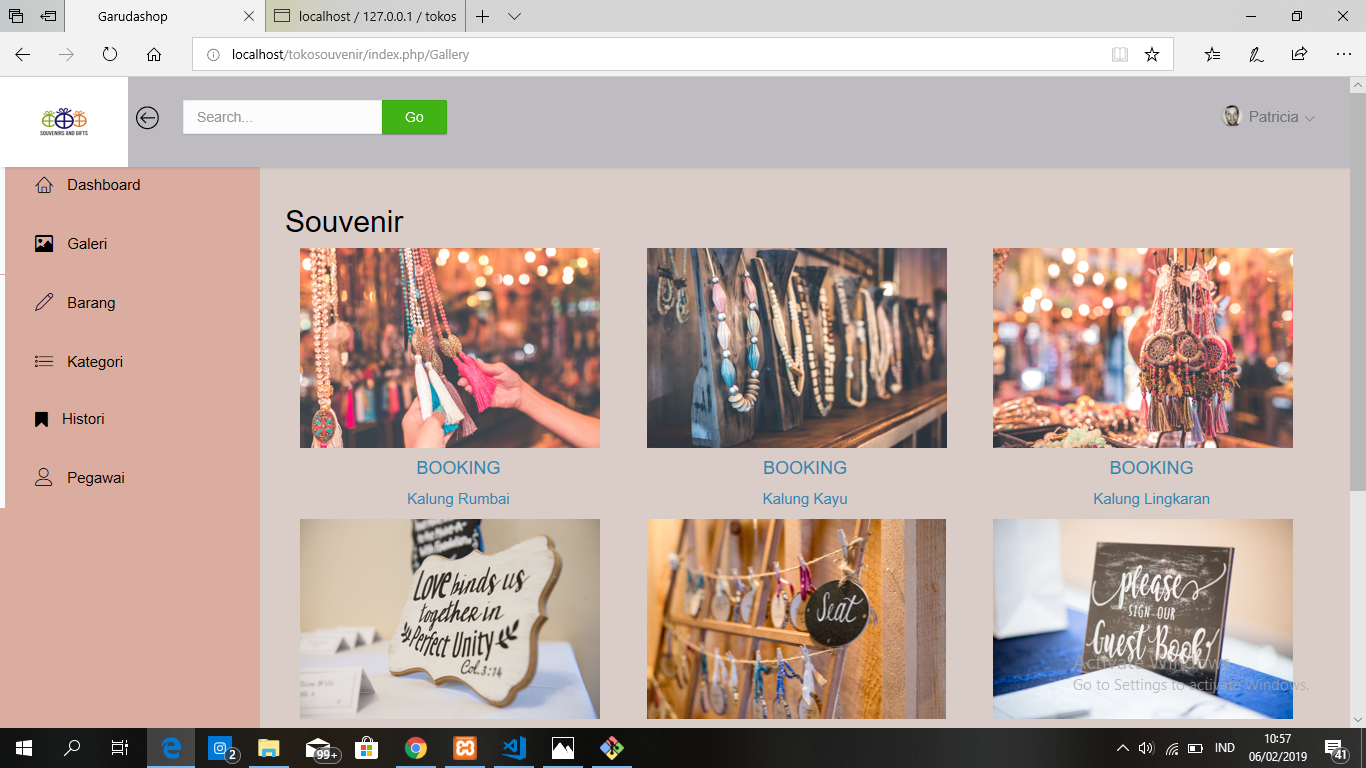 Garudashop
localhost / 127.0.0.1 / tokos
localhost/tokosouvenir/index.php/Gallery
SOUVENIRS AND GIFTS
Search...
Go
Patricia
Dashboard
Galeri
Barang
Kategori
Histori
Pegawai
Souvenir
BOOKING
BOOKING
BOOKING
Kalung Rumbai
Kalung Kayu
Kalung Lingkaran
LOVE binds us
together in
Perfect Unity
Col. 3:14
Seat
please
SIGN OUR
Guest Book
Activate Windows
Go to Settings to activate Windows.
2
99+
IND
10:57
06/02/2019
41